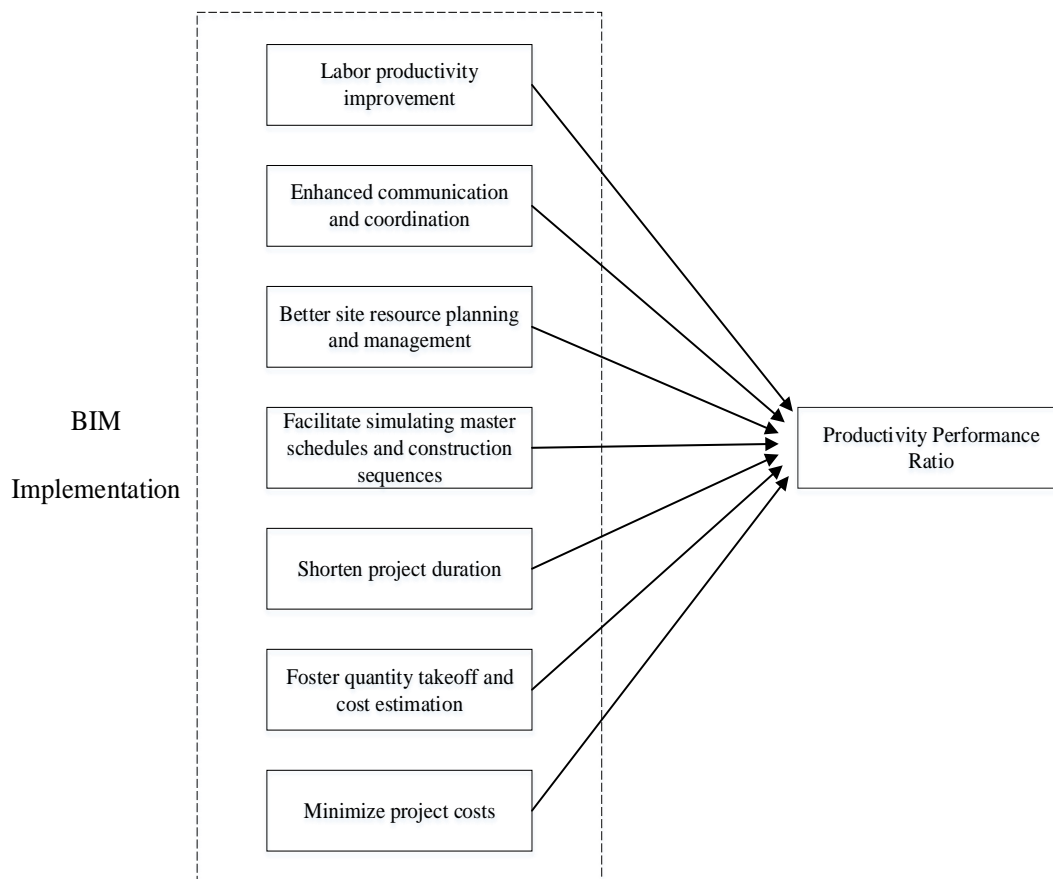 Labor productivity
improvement
Enhanced communication
and coordination
Better site resource planning
and management
BIM
Implementation
Facilitate simulating master
schedules and construction
sequences
Productivity Performance
Ratio
Shorten project duration
Foster quantity takeoff and
cost estimation
Minimize project costs